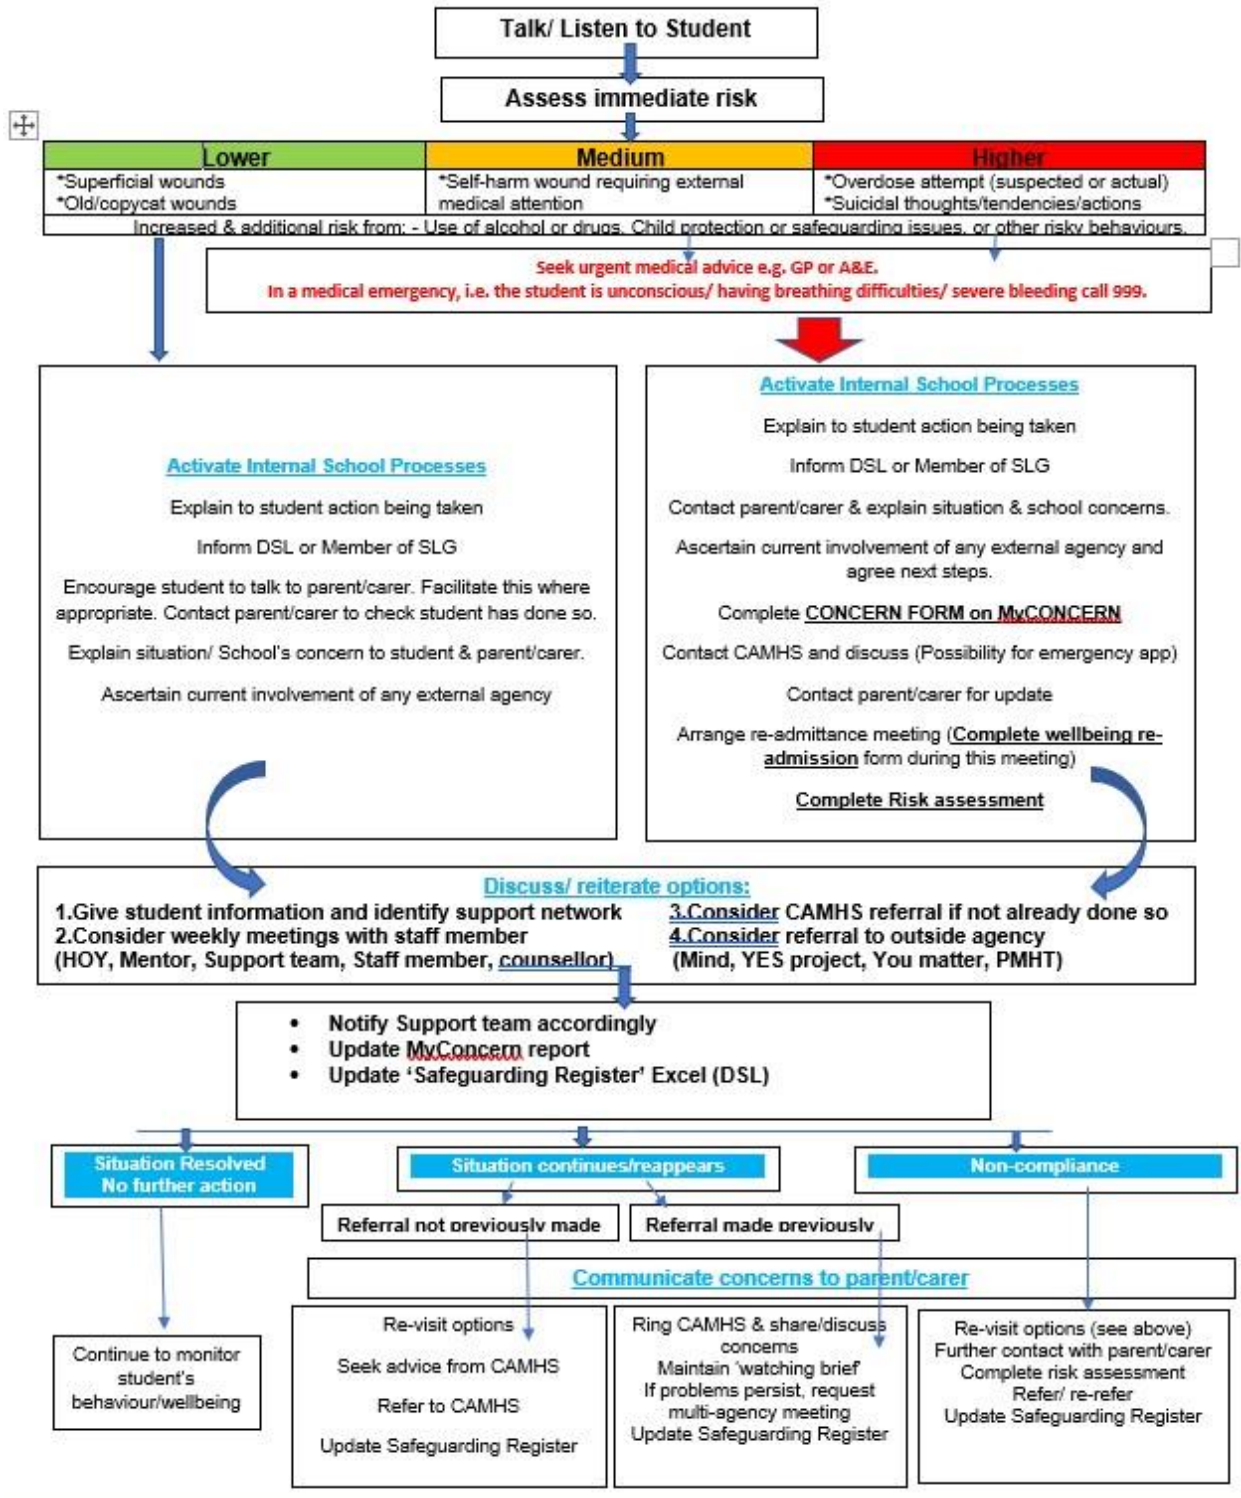 Talk/ Listen to Student
Assess immediate risk
Lower
Medium
Higher
*Superficial wounds
*Old/copycat wounds
*Self-harm wound requiring external
medical attention
*Overdose attempt (suspected or actual)
*Suicidal thoughts/tendencies/actions
Increased & additional risk from: - Use of alcohol or drugs, Child protection or safeguarding issues, or other risky behaviours.
Seek urgent medical advice e.g. GP or A&E.
In a medical emergency, i.e. the student is unconscious/ having breathing difficulties/ severe bleeding call 999.
Activate Internal School Processes
Explain to student action being taken
Inform DSL or Member of SLG
Encourage student to talk to parent/carer. Facilitate this where
appropriate. Contact parent/carer to check student has done so.
Explain situation/ School's concern to student & parent/carer.
Ascertain current involvement of any external agency
Activate Internal School Processes
Explain to student action being taken
Inform DSL or Member of SLG
Contact parent/carer & explain situation & school concerns.
Ascertain current involvement of any external agency and
agree next steps.
Complete CONCERN FORM on MyCONCERN
Contact CAMHS and discuss (Possibility for emergency app)
Contact parent/carer for update
Arrange re-admittance meeting (Complete wellbeing re-
admission form during this meeting)
Complete Risk assessment
Discuss/ reiterate options:
1.Give student information and identify support network
2.Consider weekly meetings with staff member
(HOY, Mentor, Support team, Staff member, counsellor)
3.Consider CAMHS referral if not already done so
4.Consider referral to outside agency
(Mind, YES project, You matter, PMHT)
• Notify Support team accordingly
• Update MyConcern report
• Update ‘Safeguarding Register’ Excel (DSL)
Situation Resolved
No further action
Situation continues/reappears
Non-compliance
Referral not previously made
Referral made previously
Communicate concerns to parent/carer
Continue to monitor
student's
behaviour/wellbeing
Re-visit options
Seek advice from CAMHS
Refer to CAMHS
Update Safeguarding Register
Ring CAMHS & share/discuss
concerns
Maintain 'watching brief'
If problems persist, request
multi-agency meeting
Update Safeguarding Register
Re-visit options (see above)
Further contact with parent/carer
Complete risk assessment
Refer/ re-refer
Update Safeguarding Register